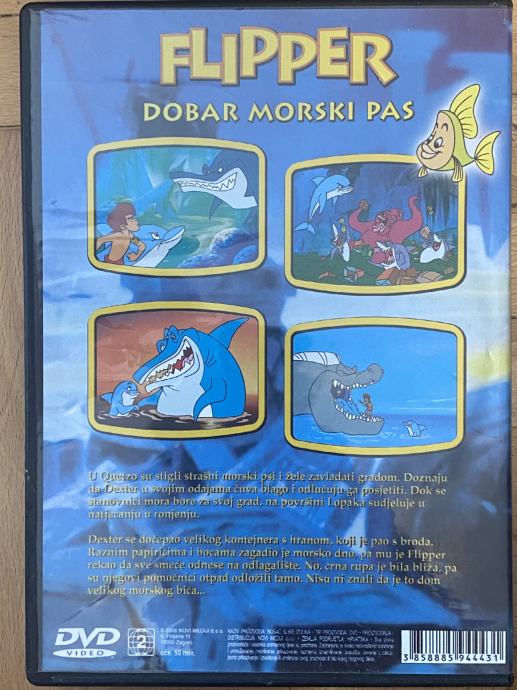 FLIPPER
DOBAR MORSKI PAS
U Quetzo su stigli strašni morski psi i žele zavladati gradom. Doznaju
da Dexter u svojim odajama čuva blago i odlučuju ga posjetiti. Dok se
stanovnici mora bore za svoj grad, na površini Lopaka sudjeluje u
natjecanju u ronjenju.
Dexter se dočepao velikog kontejnera s hranom, koji je pao s broda.
Raznim papirićima i bocama zagadio je morsko dno, pa mu je Flipper
rekao da sve smeće odnese na odlagalište. No, crna rupa je bila bliža, pa
su njegovi pomoćnici otpad odložili tamo. Nisu ni znali da je to dom
velikog morskog bića...
DVD
VIDEO
NOVI MEDIJI d.o.o.
10000 Zagreb
cca. 50 min.
3 858885 944431